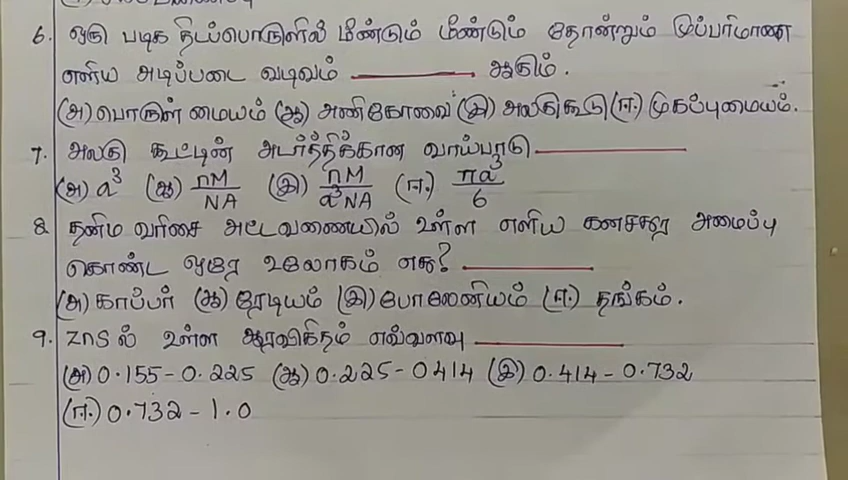 6. ஒரு படிக திடப்பொருளில் மீண்டும் மீண்டும் தோன்றும் முப்பரிமாண
எளிய அடிப்படை வடிவம் ________ ஆகும்.
(அ) பொருள் மையம் (ஆ) அணிகோவை (இ) அலகுகூடு (ஈ.) முகப்புமையம்.
7. அலகு கூட்டின் அடர்த்திக்கான வாய்பாடு ________
(அ) a³ (ஆ) nM/NA (இ) nM/a³NA (ஈ.) πa³/6
8 தனிம வரிசை அட்டவணையில் உள்ள எளிய கனசதுர அமைப்பு
கொண்ட ஒரே உலோகம் எது? ________
(அ) காப்பர் (ஆ) ரேடியம் (இ) போலேனியம் (ஈ.) தங்கம்.
9. ZnS ல் உள்ள ஆரவிகிதம் எவ்வளவு ________
(அ) 0.155-0.225 (ஆ) 0.225-0414 (இ) 0.414-0.732
(ஈ.) 0.732-1.0